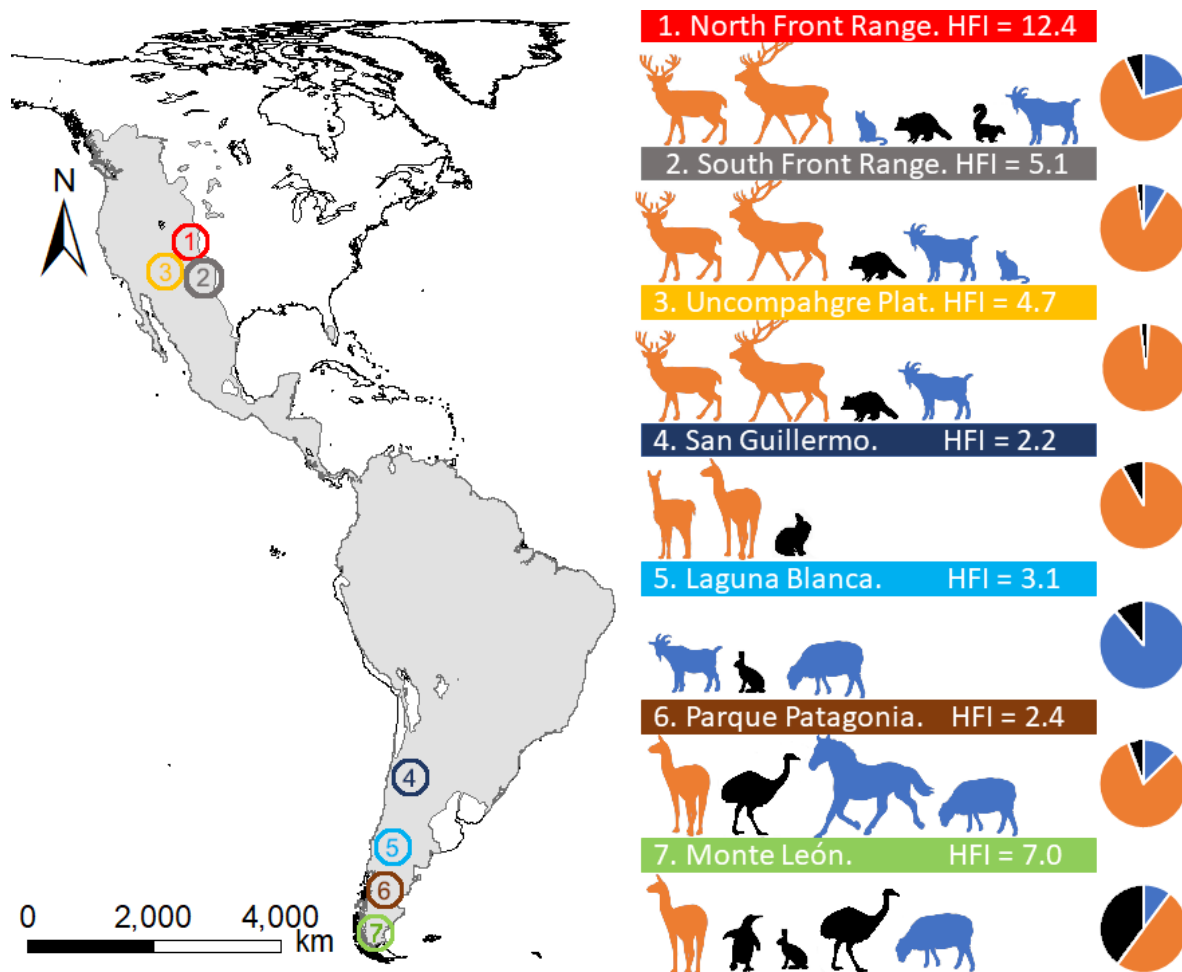 N
1
3
2
4
5
6
7
0 2,000 4,000
km
1. North Front Range. HFI = 12.4
2. South Front Range. HFI = 5.1
3. Uncompahgre Plat. HFI = 4.7
4. San Guillermo. HFI = 2.2
5. Laguna Blanca. HFI = 3.1
6. Parque Patagonia. HFI = 2.4
7. Monte León. HFI = 7.0